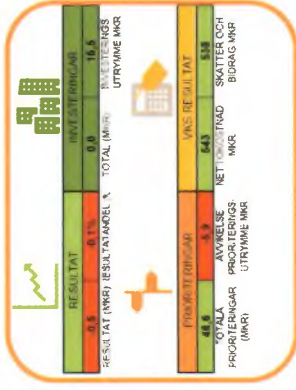 RESULTAT
INVESTERINGAR
-0,5
-0,1%
0,0
16,5
RESULTAT (MKR)
RESULTATANDEL %
TOTAL (MKR)
INVESTERINGS
UTRYMME MKR
PRIORITERINGAR
VIKS RESULTAT
48,6
-5,9
543
538
TOTALA
PRIORITERINGAR
(MKR)
AVVIKELSE
PRIORITERINGS-
UTRYMME MKR
NETTOKOSTNAD
MKR
SKATTER OCH
BIDRAG MKR